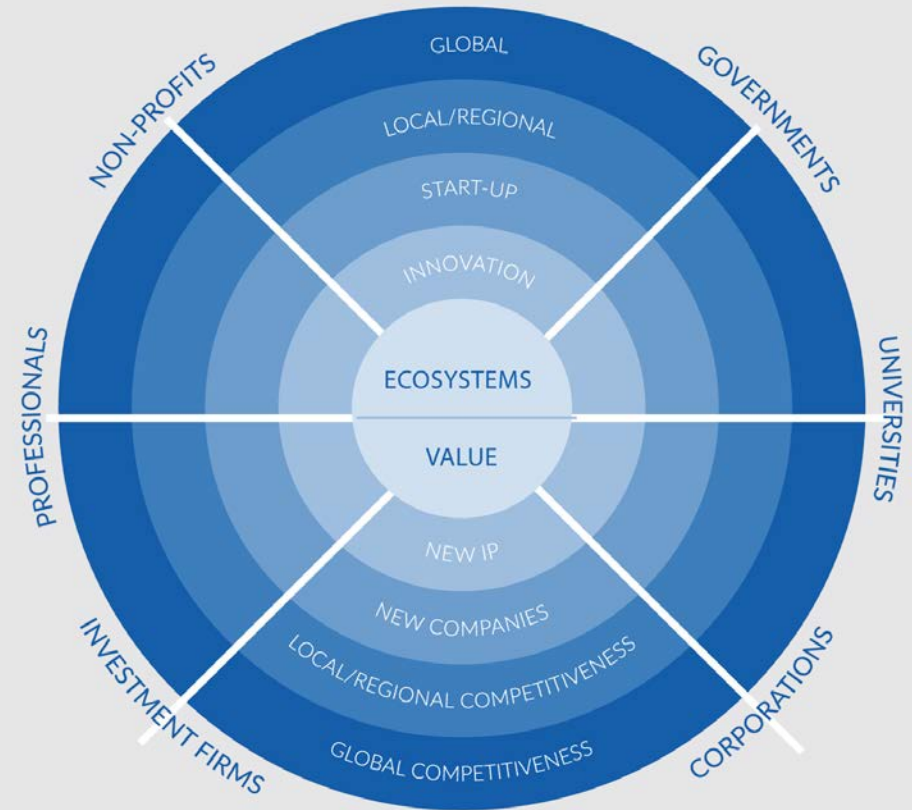 GLOBAL
NON-PROFITS
GOVERNMENTS
LOCAL/REGIONAL
START-UP
INNOVATION
ECOSYSTEMS
PROFESSIONALS
UNIVERSITIES
VALUE
NEW IP
NEW COMPANIES
LOCAL/REGIONAL COMPETITIVENESS
INVESTMENT FIRMS
CORPORATIONS
GLOBAL COMPETITIVENESS